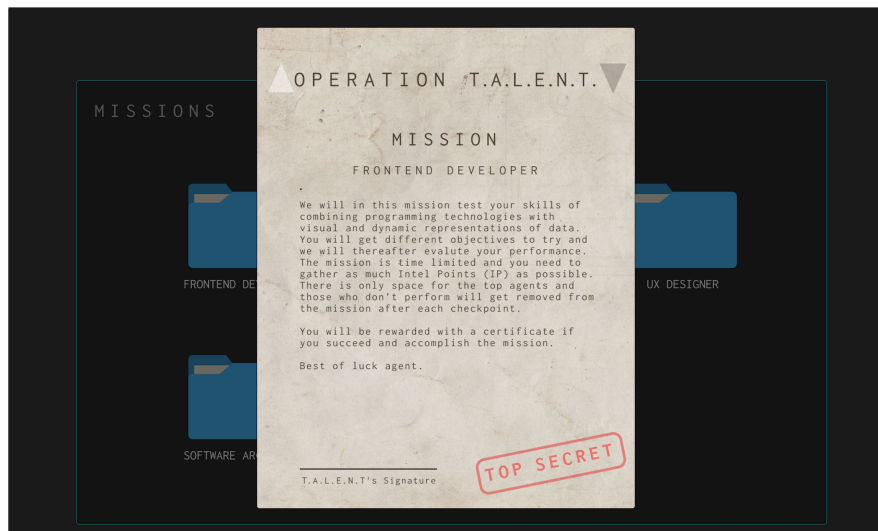 MISSIONS
OPERATION T.A.L.E.N.T.
MISSION
FRONTEND DEVELOPER
We will in this mission test your skills of
combining programming technologies with
visual and dynamic representations of data.
You will get different objectives to try and
we will thereafter evalute your performance.
The mission is time limited and you need to
gather as much Intel Points (IP) as possible.
There is only space for the top agents and
those who don't perform will get removed from
the mission after each checkpoint.
You will be rewarded with a certificate if
you succeed and accomplish the mission.
Best of luck agent.
T.A.L.E.N.T's Signature
TOP SECRET
FRONTEND DE
UX DESIGNER
SOFTWARE AR